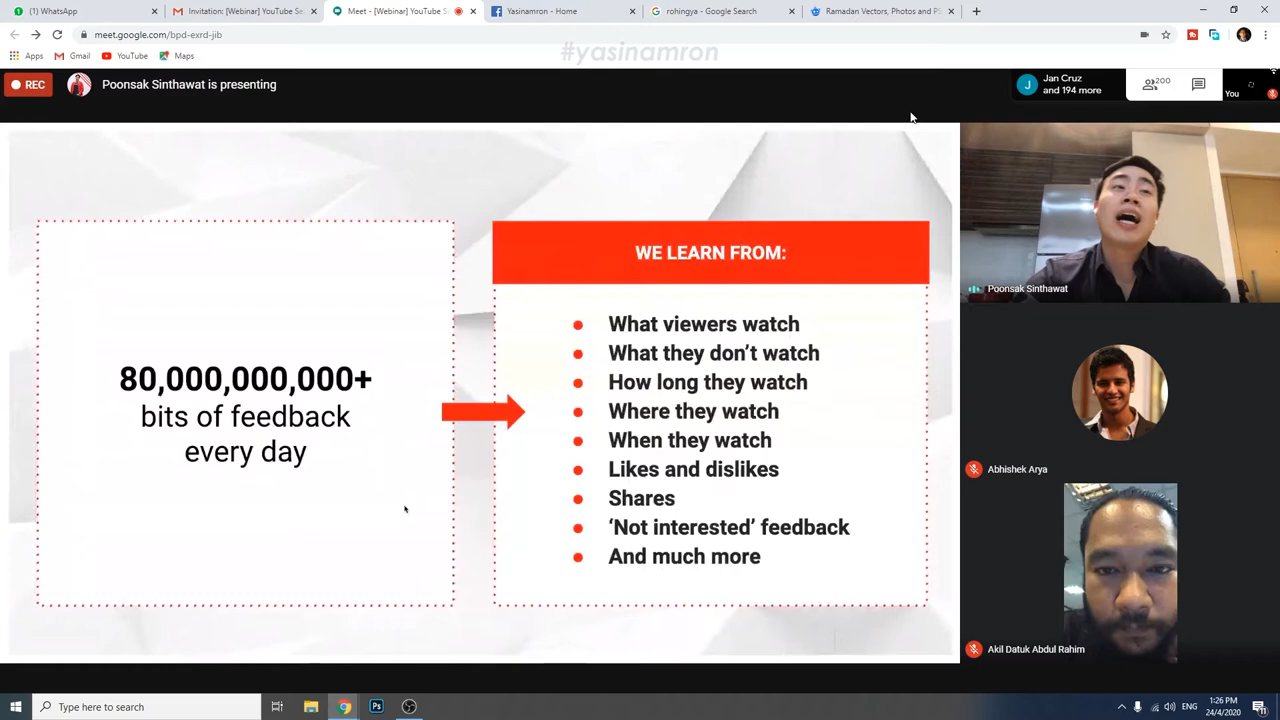 WhatsApp
Invitation: [Webinar] YouTube Se
Meet - [Webinar] YouTube S
Yasinamron - Home
rohingya - Google Search
Ramadan Vectors, Photos and PS
meet.google.com/bpd-exrd-jib
Apps
Gmail
YouTube
Maps
#yasinamron
REC
Poonsak Sinthawat is presenting
J
Jan Cruz
and 194 more
200
You
80,000,000,000+
bits of feedback
every day
WE LEARN FROM:
What viewers watch
What they don’t watch
How long they watch
Where they watch
When they watch
Likes and dislikes
Shares
‘Not interested’ feedback
And much more
Poonsak Sinthawat
Abhishek Arya
Akil Datuk Abdul Rahim
Type here to search
Ps
ENG
1:26 PM
24/4/2020